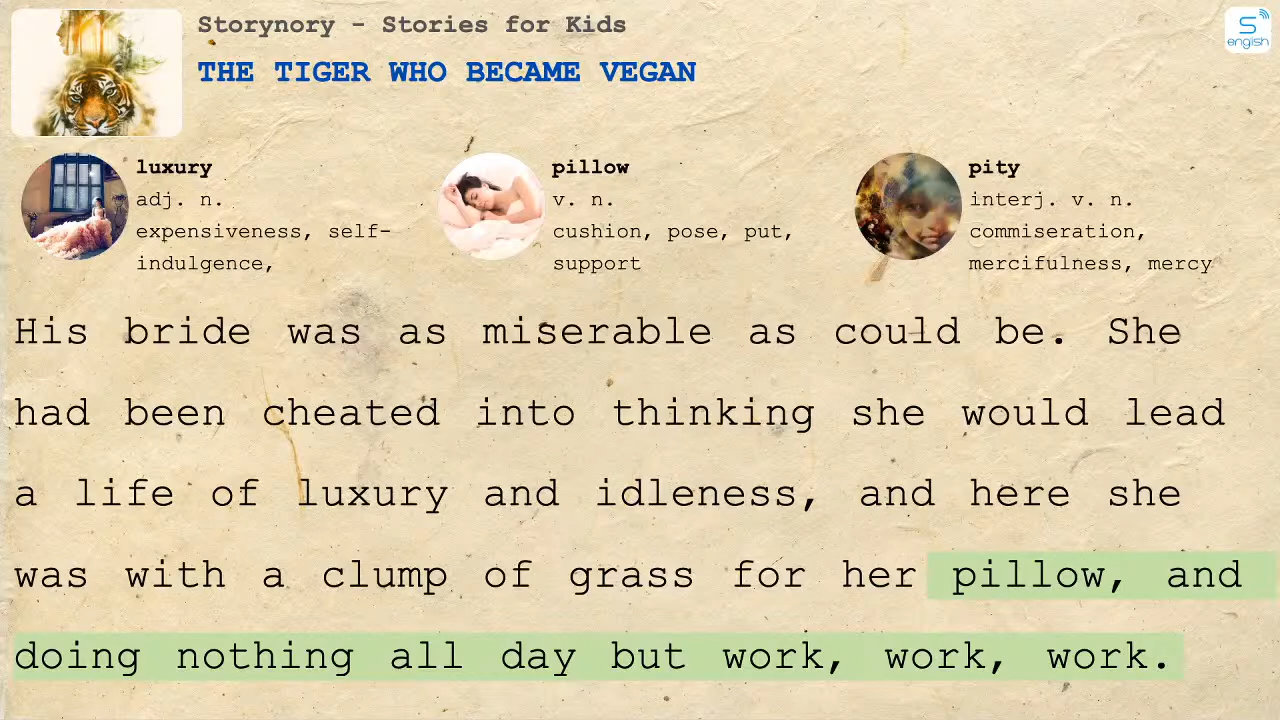 Storynory - Stories for Kids
THE TIGER WHO BECAME VEGAN
S
english
luxury
adj. n.
expensiveness, self-
indulgence,
pillow
v. n.
cushion, pose, put,
support
pity
interj. v. n.
commiseration,
mercifulness, mercy
His bride was as miserable as could be. She
had been cheated into thinking she would lead
a life of luxury and idleness, and here she
was with a clump of grass for her pillow, and
doing nothing all day but work, work, work.